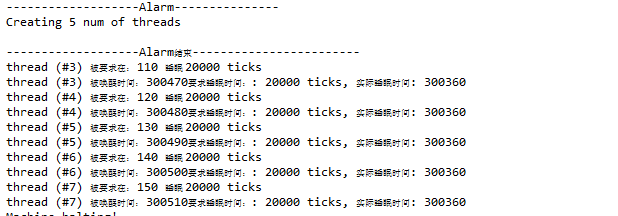 -------------------Alarm---------------
Creating 5 num of threads
-------------------Alarm结束------------------------
thread (#3) 被要求在：110 睡眠20000 ticks
thread (#3) 被唤醒时间：300470要求睡眠时间：: 20000 ticks, 实际睡眠时间: 300360
thread (#4) 被要求在：120 睡眠20000 ticks
thread (#4) 被唤醒时间：300480要求睡眠时间：: 20000 ticks, 实际睡眠时间: 300360
thread (#5) 被要求在：130 睡眠20000 ticks
thread (#5) 被唤醒时间：300490要求睡眠时间：: 20000 ticks, 实际睡眠时间: 300360
thread (#6) 被要求在：140 睡眠20000 ticks
thread (#6) 被唤醒时间：300500要求睡眠时间：: 20000 ticks, 实际睡眠时间: 300360
thread (#7) 被要求在：150 睡眠20000 ticks
thread (#7) 被唤醒时间：300510要求睡眠时间：: 20000 ticks, 实际睡眠时间: 300360
Machine halting!